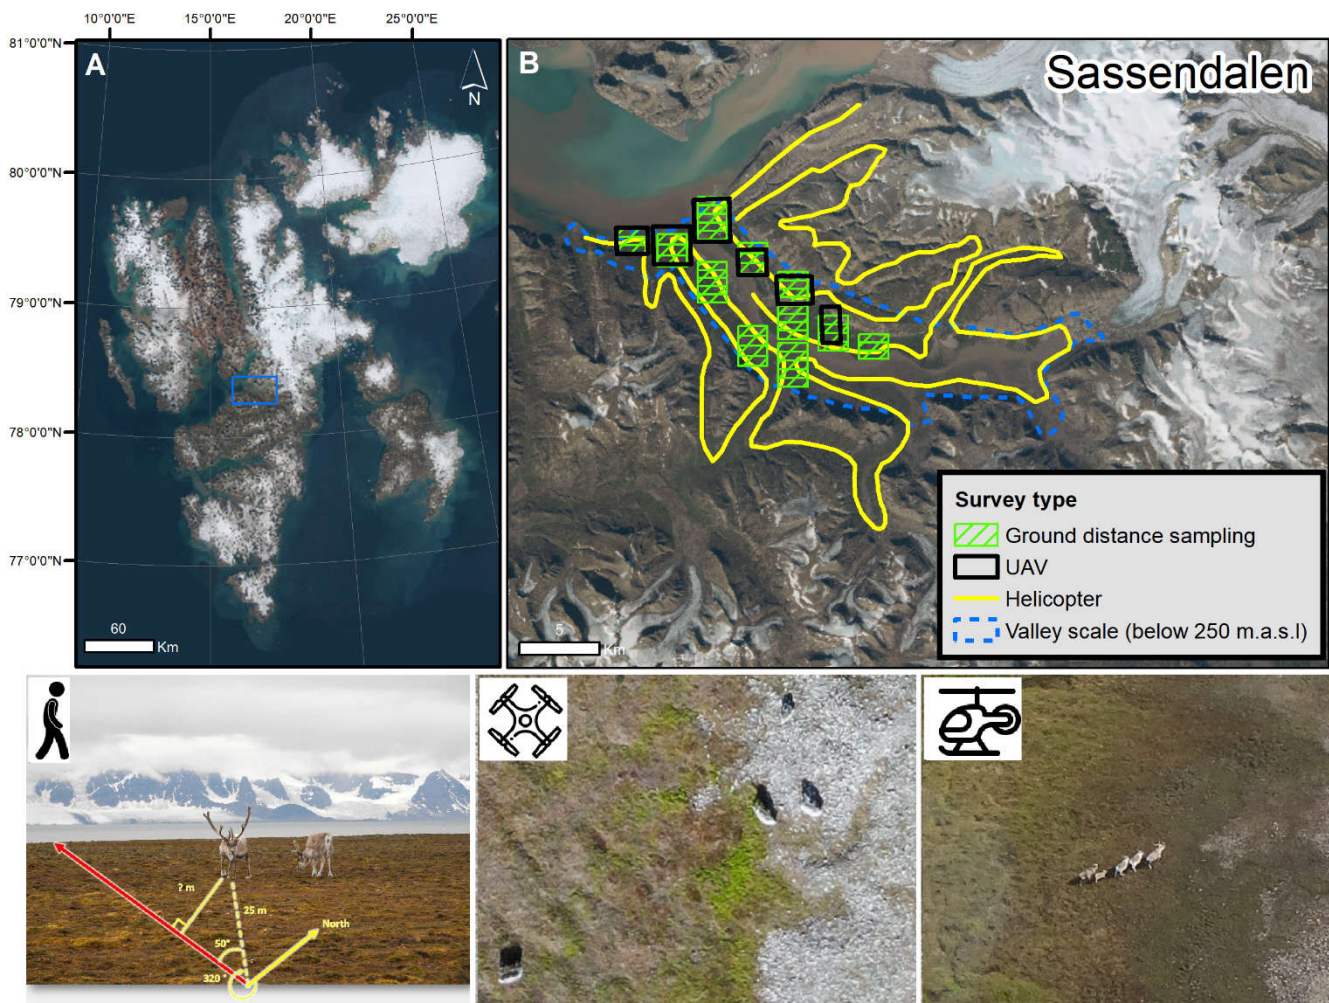 10°0'0"E 15°0'0"E 20°0'0"E 25°0'0"E
81°0'0"N
80°0'0"N
79°0'0"N
78°0'0"N
77°0'0"N
A
N
60
Km
B
Sassendalen
5
Km
Survey type
Ground distance sampling
UAV
Helicopter
Valley scale (below 250 m.a.s.l)
? m
25 m
North
50°
320 °